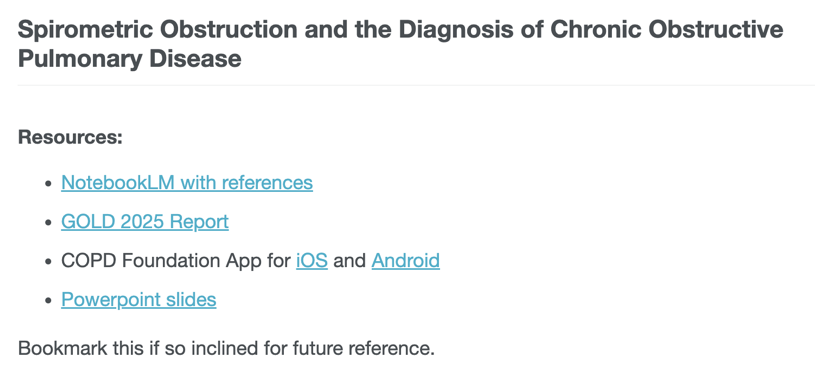 Spirometric Obstruction and the Diagnosis of Chronic Obstructive
Pulmonary Disease
Resources:
• NotebookLM with references
• GOLD 2025 Report
• COPD Foundation App for iOS and Android
• Powerpoint slides
Bookmark this if so inclined for future reference.